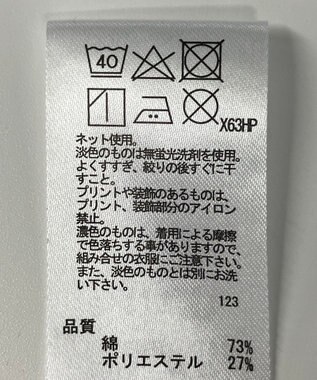 40
X63HP
ネット使用。
淡色のものは無蛍光洗剤を使用。
よくすすぎ、絞りの後すぐに干
すこと。
プリントや装飾のあるものは、
プリント、装飾部分のアイロン
禁止。
濃色のものは、着用による摩擦
で色落ちする事がありますので、
組み合せの衣服にご注意下さい。
また、淡色のものとは別にお洗
い下さい。
123
品質
綿 73%
ポリエステル 27%